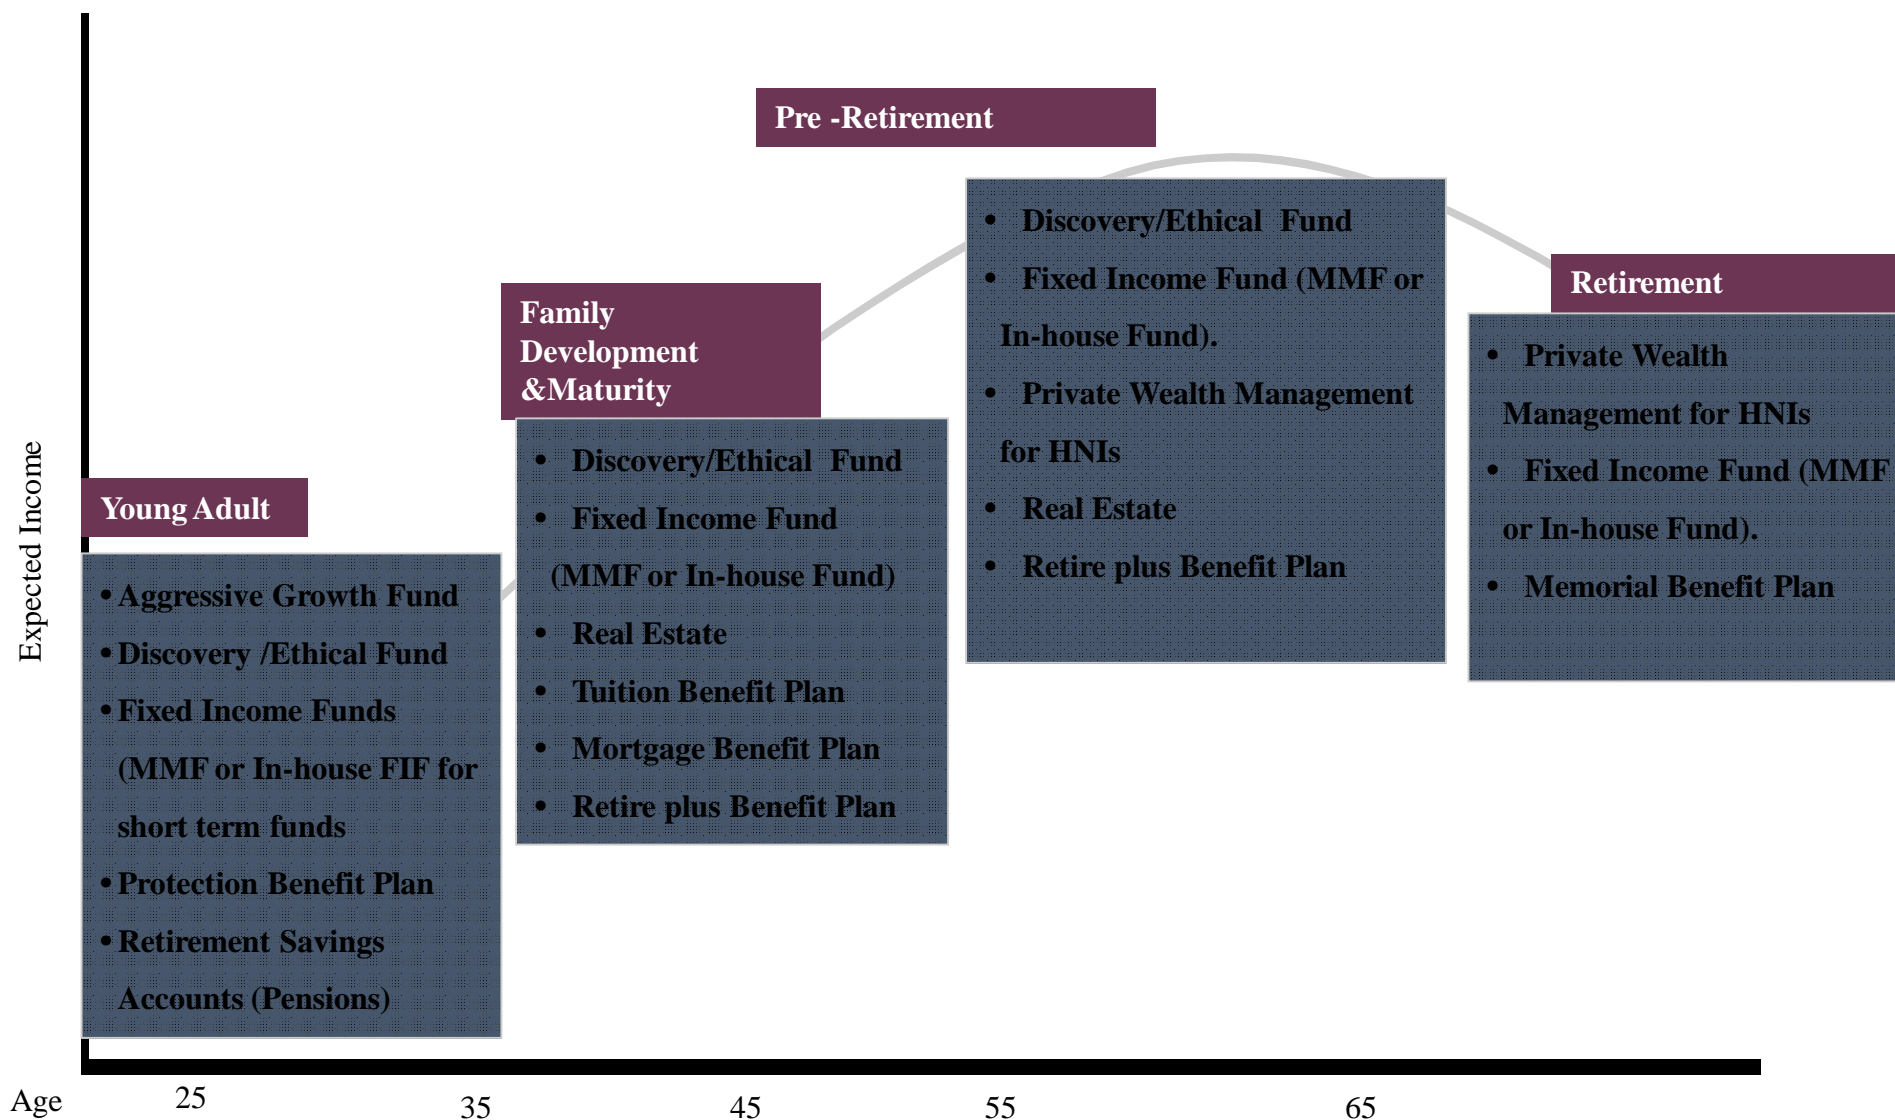 Pre -Retirement
• Discovery/Ethical Fund
• Fixed Income Fund (MMF or
In-house Fund).
• Private Wealth Management
for HNIs
• Real Estate
• Retire plus Benefit Plan
Retirement
• Private Wealth
Management for HNIs
• Fixed Income Fund (MMF
or In-house Fund).
• Memorial Benefit Plan
Family
Development
&Maturity
• Discovery/Ethical Fund
• Fixed Income Fund
(MMF or In-house Fund)
• Real Estate
• Tuition Benefit Plan
• Mortgage Benefit Plan
• Retire plus Benefit Plan
Young Adult
• Aggressive Growth Fund
• Discovery /Ethical Fund
• Fixed Income Funds
(MMF or In-house FIF for
short term funds
• Protection Benefit Plan
• Retirement Savings
Accounts (Pensions)
Expected Income
Age 25 35 45 55 65